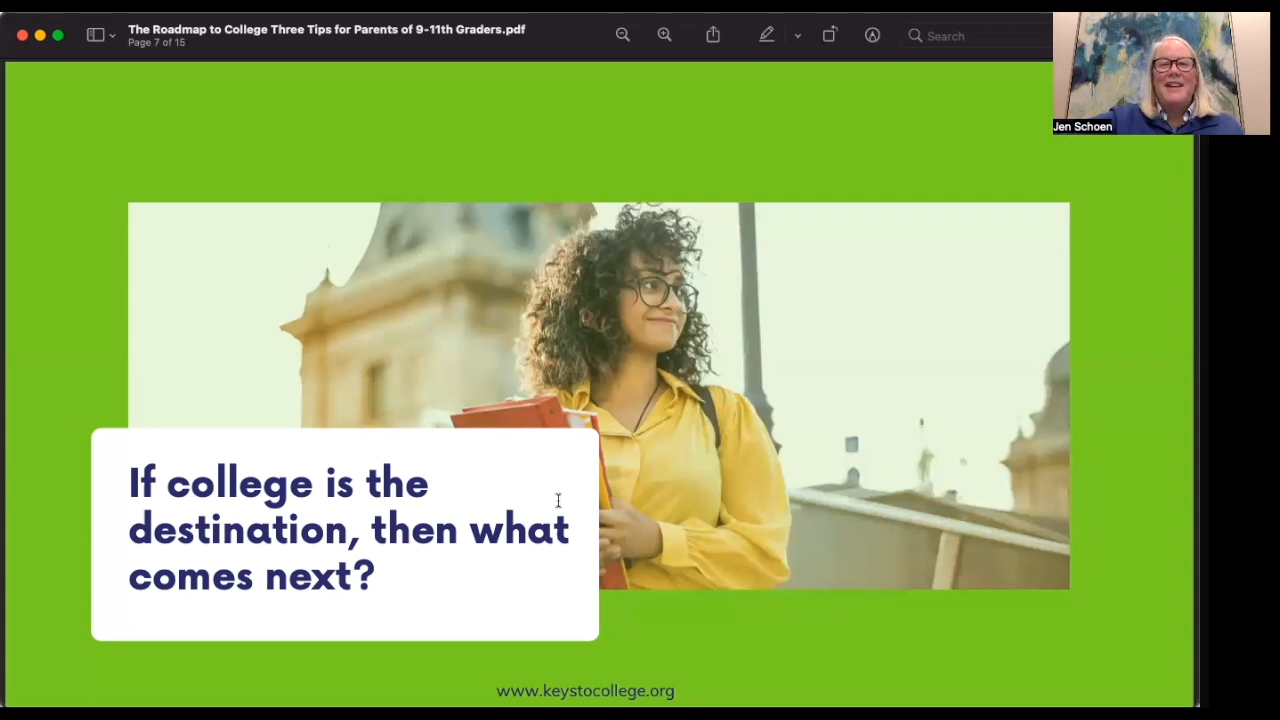 The Roadmap to College Three Tips for Parents of 9-11th Graders.pdf
Page 7 of 15
Search
Jen Schoen
If college is the
destination, then what
comes next?
www.keystocollege.org